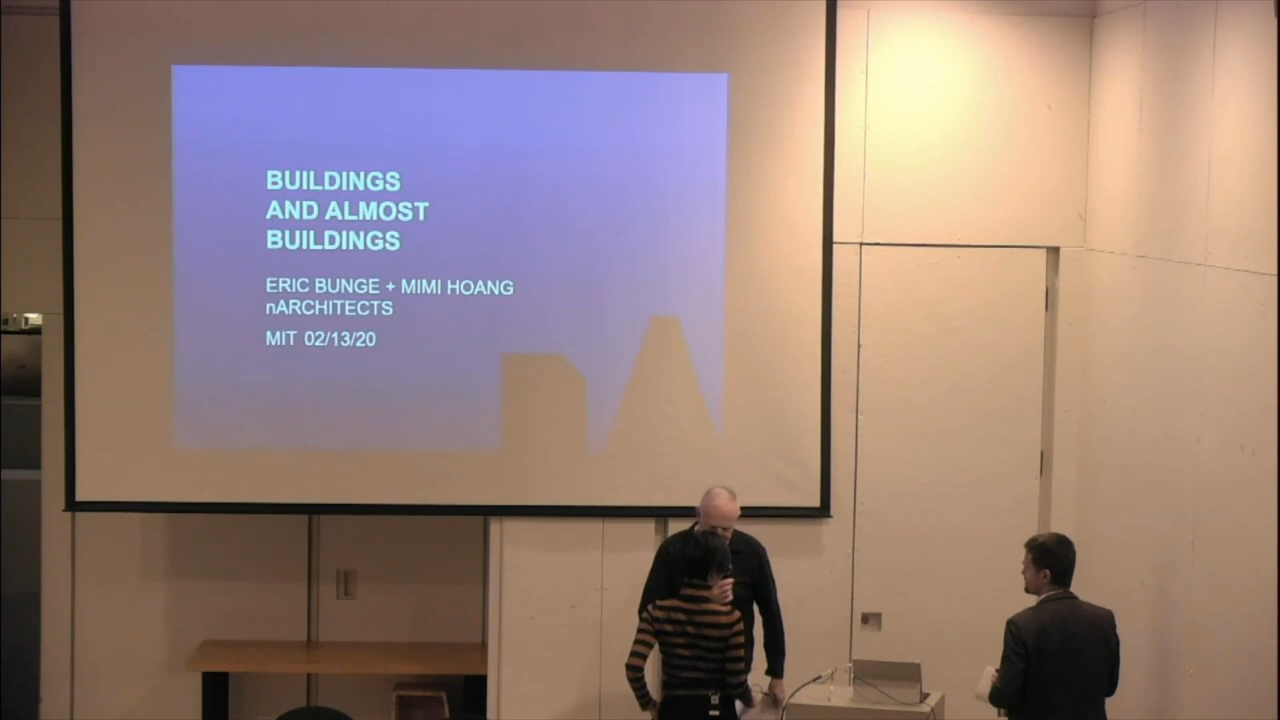 BUILDINGS
AND ALMOST
BUILDINGS
ERIC BUNGE + MIMI HOANG
nARCHITECTS
MIT 02/13/20